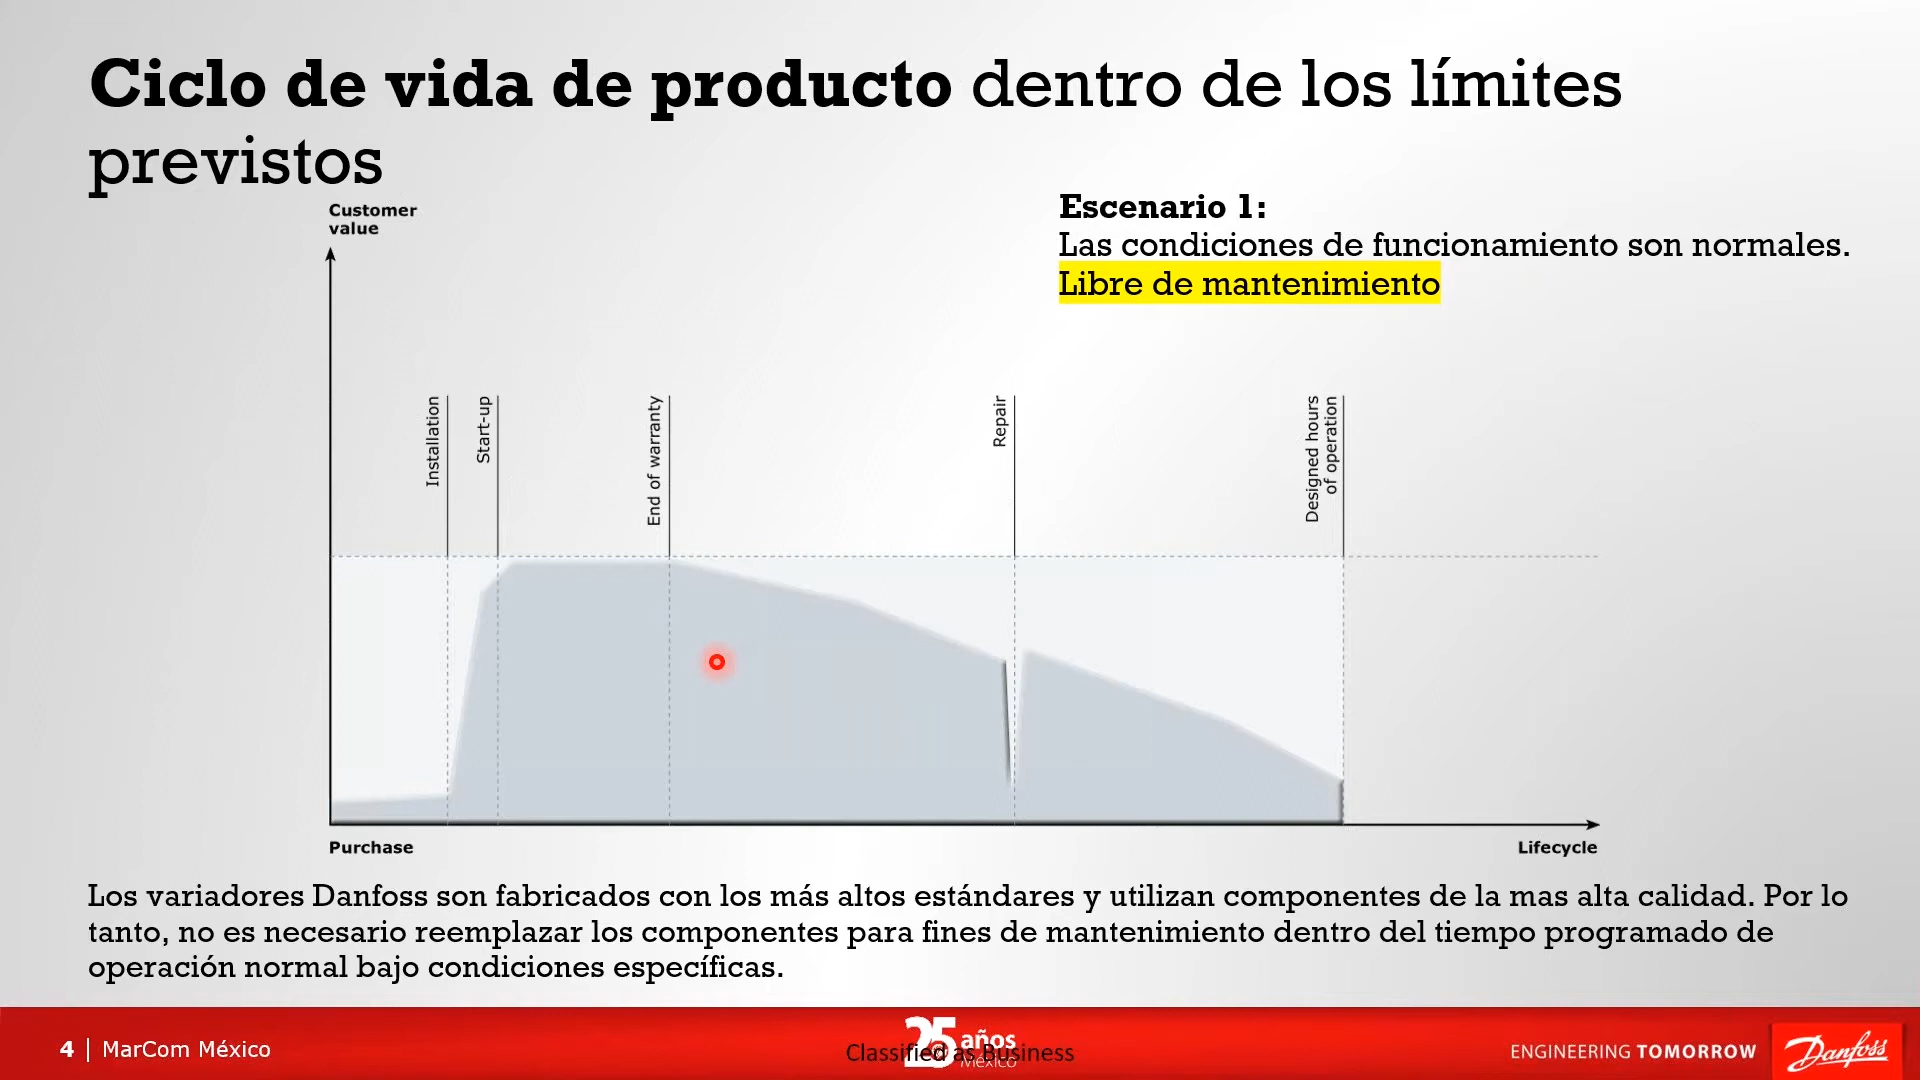 Ciclo de vida de producto dentro de los límites
previstos
Customer
value
Escenario 1:
Las condiciones de funcionamiento son normales.
Libre de mantenimiento
Installation
Start-up
End of warranty
Repair
Designed hours
of operation
Purchase
Lifecycle
Los variadores Danfoss son fabricados con los más altos estándares y utilizan componentes de la mas alta calidad. Por lo
tanto, no es necesario reemplazar los componentes para fines de mantenimiento dentro del tiempo programado de
operación normal bajo condiciones específicas.
4 | MarCom México
25 años
México
Classified as Business
ENGINEERING TOMORROW
Danfoss